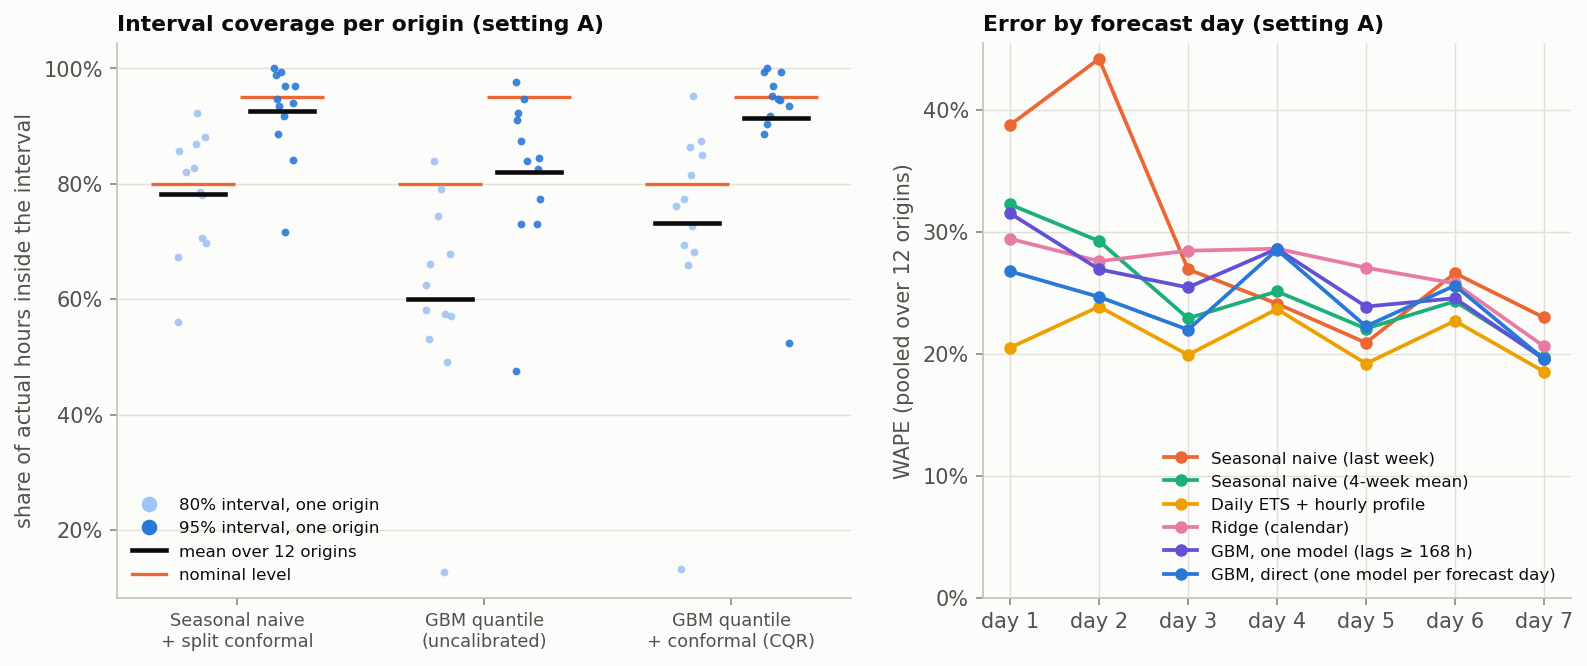 Interval coverage per origin (setting A)
share of actual hours inside the interval
100%
80%
60%
40%
20%
80% interval, one origin
95% interval, one origin
mean over 12 origins
nominal level
Seasonal naive
+ split conformal
GBM quantile
(uncalibrated)
GBM quantile
+ conformal (CQR)
Error by forecast day (setting A)
WAPE (pooled over 12 origins)
40%
30%
20%
10%
0%
Seasonal naive (last week)
Seasonal naive (4-week mean)
Daily ETS + hourly profile
Ridge (calendar)
GBM, one model (lags ≥ 168 h)
GBM, direct (one model per forecast day)
day 1
day 2
day 3
day 4
day 5
day 6
day 7